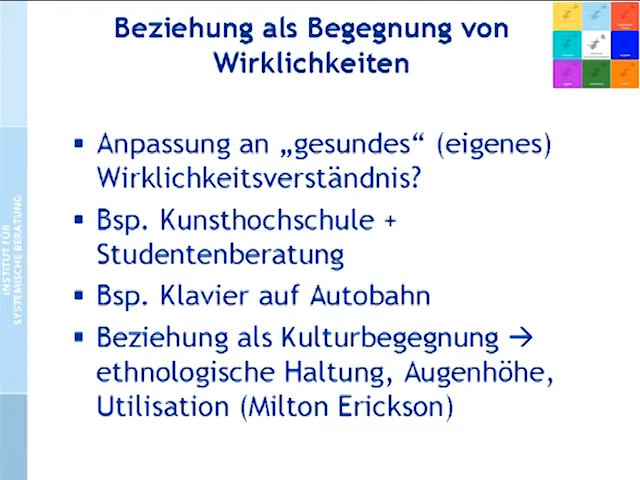 Beziehung als Begegnung von
Wirklichkeiten
▪ Anpassung an „gesundes“ (eigenes)
Wirklichkeitsverständnis?
▪ Bsp. Kunsthochschule +
Studentenberatung
▪ Bsp. Klavier auf Autobahn
▪ Beziehung als Kulturbegegnung →
ethnologische Haltung, Augenhöhe,
Utilisation (Milton Erickson)
INSTITUT FÜR
SYSTEMISCHE BERATUNG